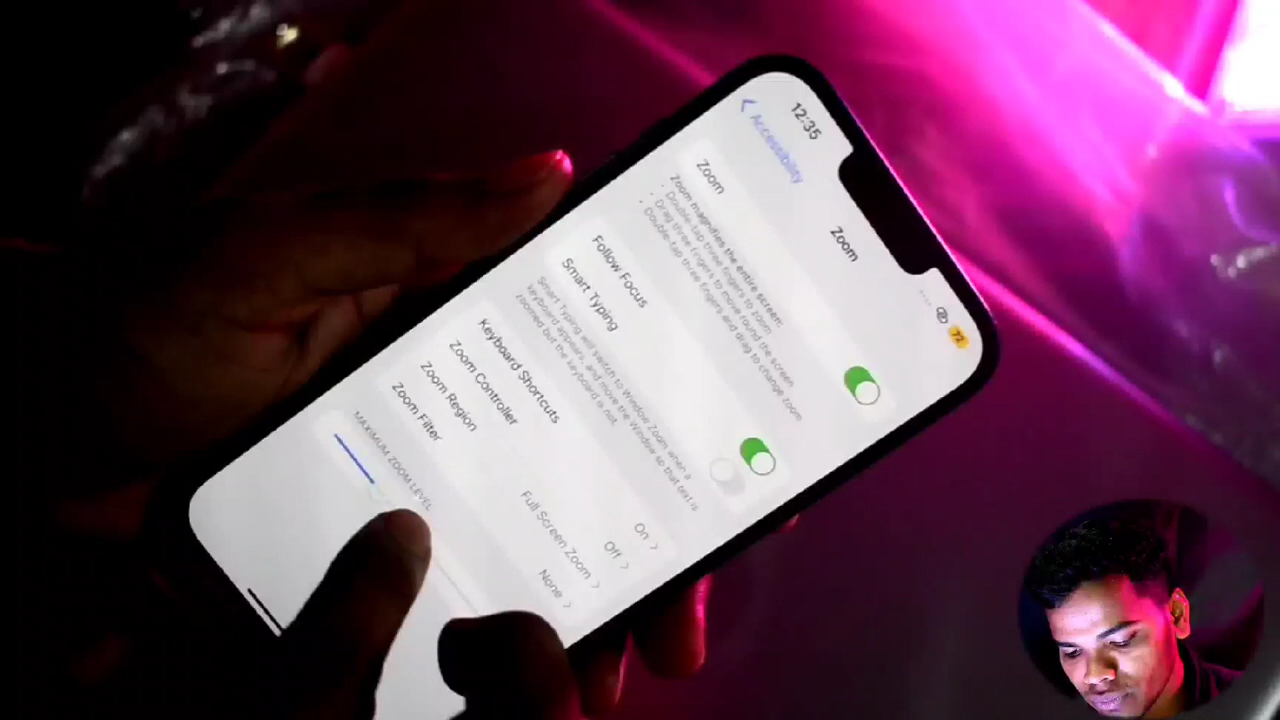 12:35
72
Accessibility
Zoom
Zoom
Zoom magnifies the entire screen:
• Double-tap three fingers to zoom
• Drag three fingers to move round the screen
• Double-tap three fingers and drag to change zoom
Follow Focus
Smart Typing
Smart Typing will switch to Window Zoom when a
keyboard appears, and move the Window so that text is
zoomed but the keyboard is not.
Keyboard Shortcuts On
Zoom Controller Off
Zoom Region Full Screen Zoom
Zoom Filter None
MAXIMUM ZOOM LEVEL